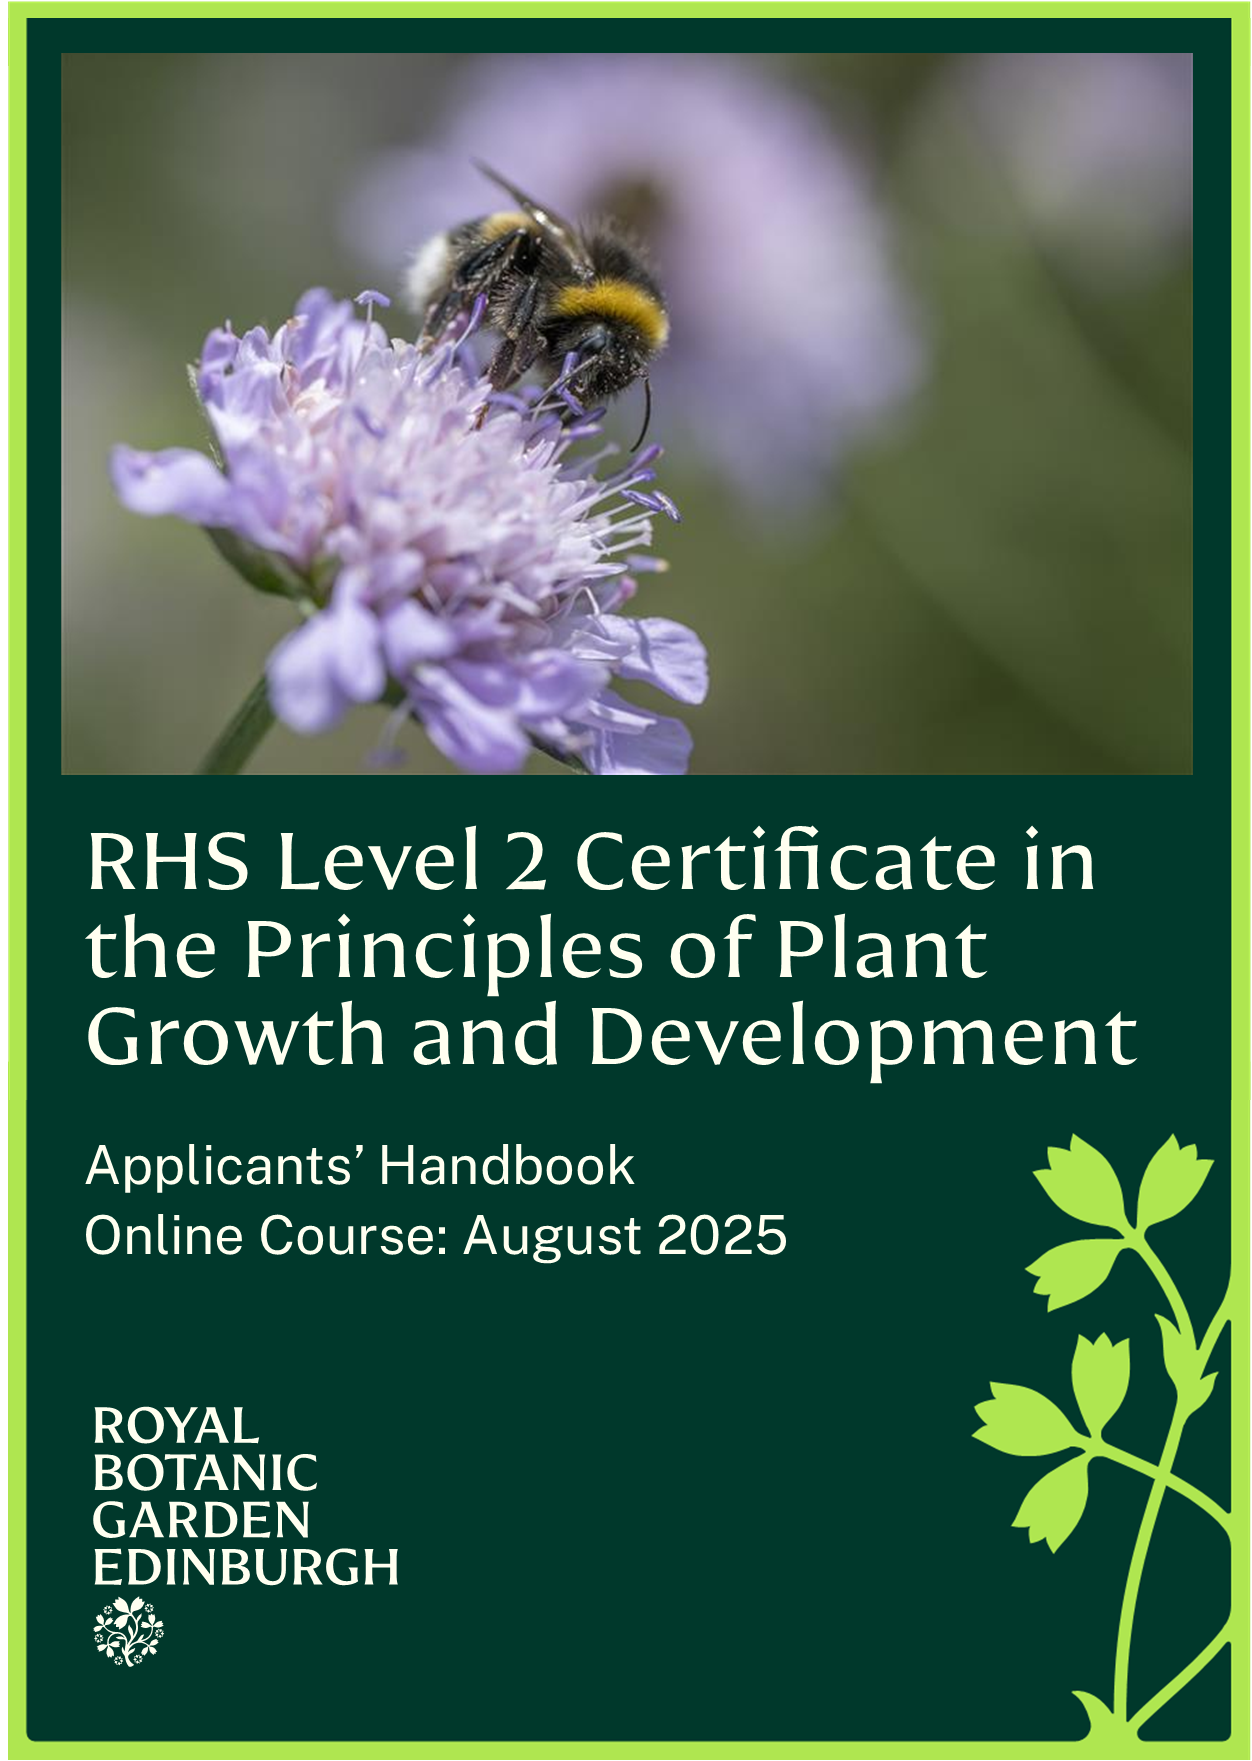 RHS Level 2 Certificate in
the Principles of Plant
Growth and Development
Applicants’ Handbook
Online Course: August 2025
ROYAL
BOTANIC
GARDEN
EDINBURGH